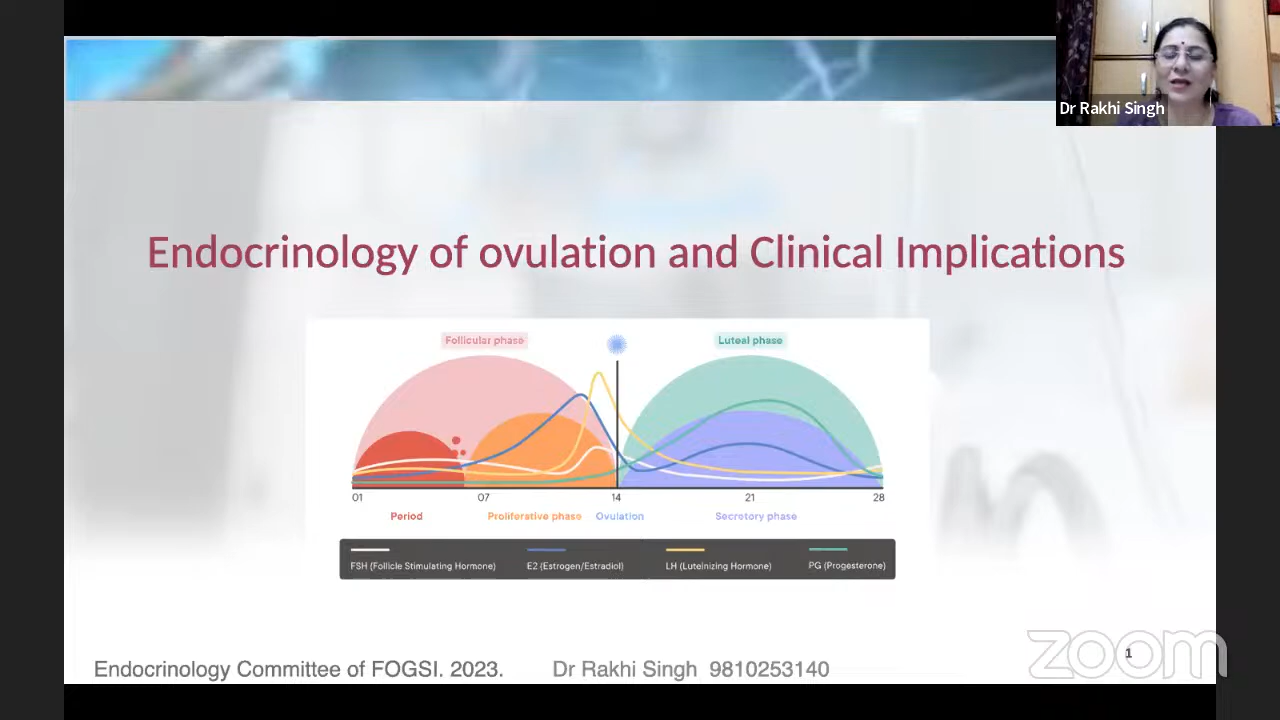 Dr Rakhi Singh
Endocrinology of ovulation and Clinical Implications
Follicular phase
Luteal phase
01 07 14 21 28
Period Proliferative phase Ovulation Secretory phase
FSH (Follicle Stimulating Hormone) E2 (Estrogen/Estradiol) LH (Luteinizing Hormone) PG (Progesterone)
Endocrinology Committee of FOGSI. 2023. Dr Rakhi Singh 9810253140
1
zoom